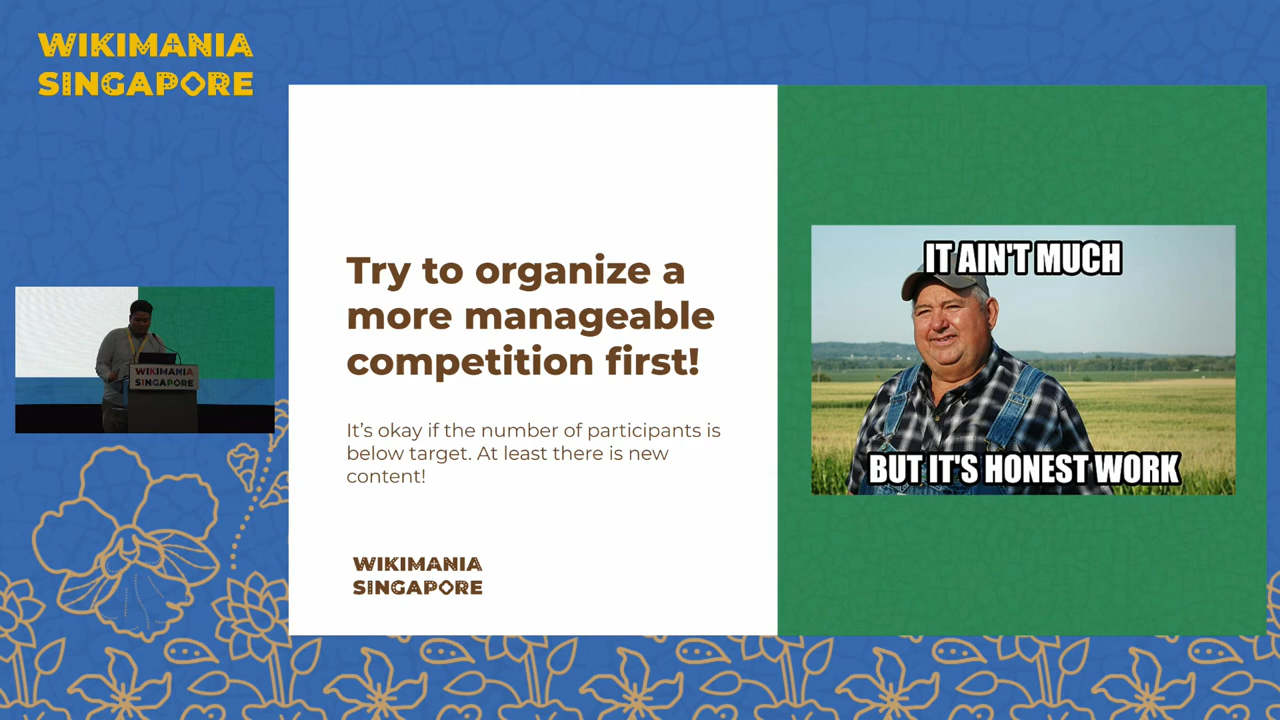 WIKIMANIA
SINGAPORE
Try to organize a
more manageable
competition first!
It's okay if the number of participants is
below target. At least there is new
content!
WIKIMANIA
SINGAPORE
IT AIN'T MUCH
BUT IT'S HONEST WORK
WIKIMANIA
SINGAPORE